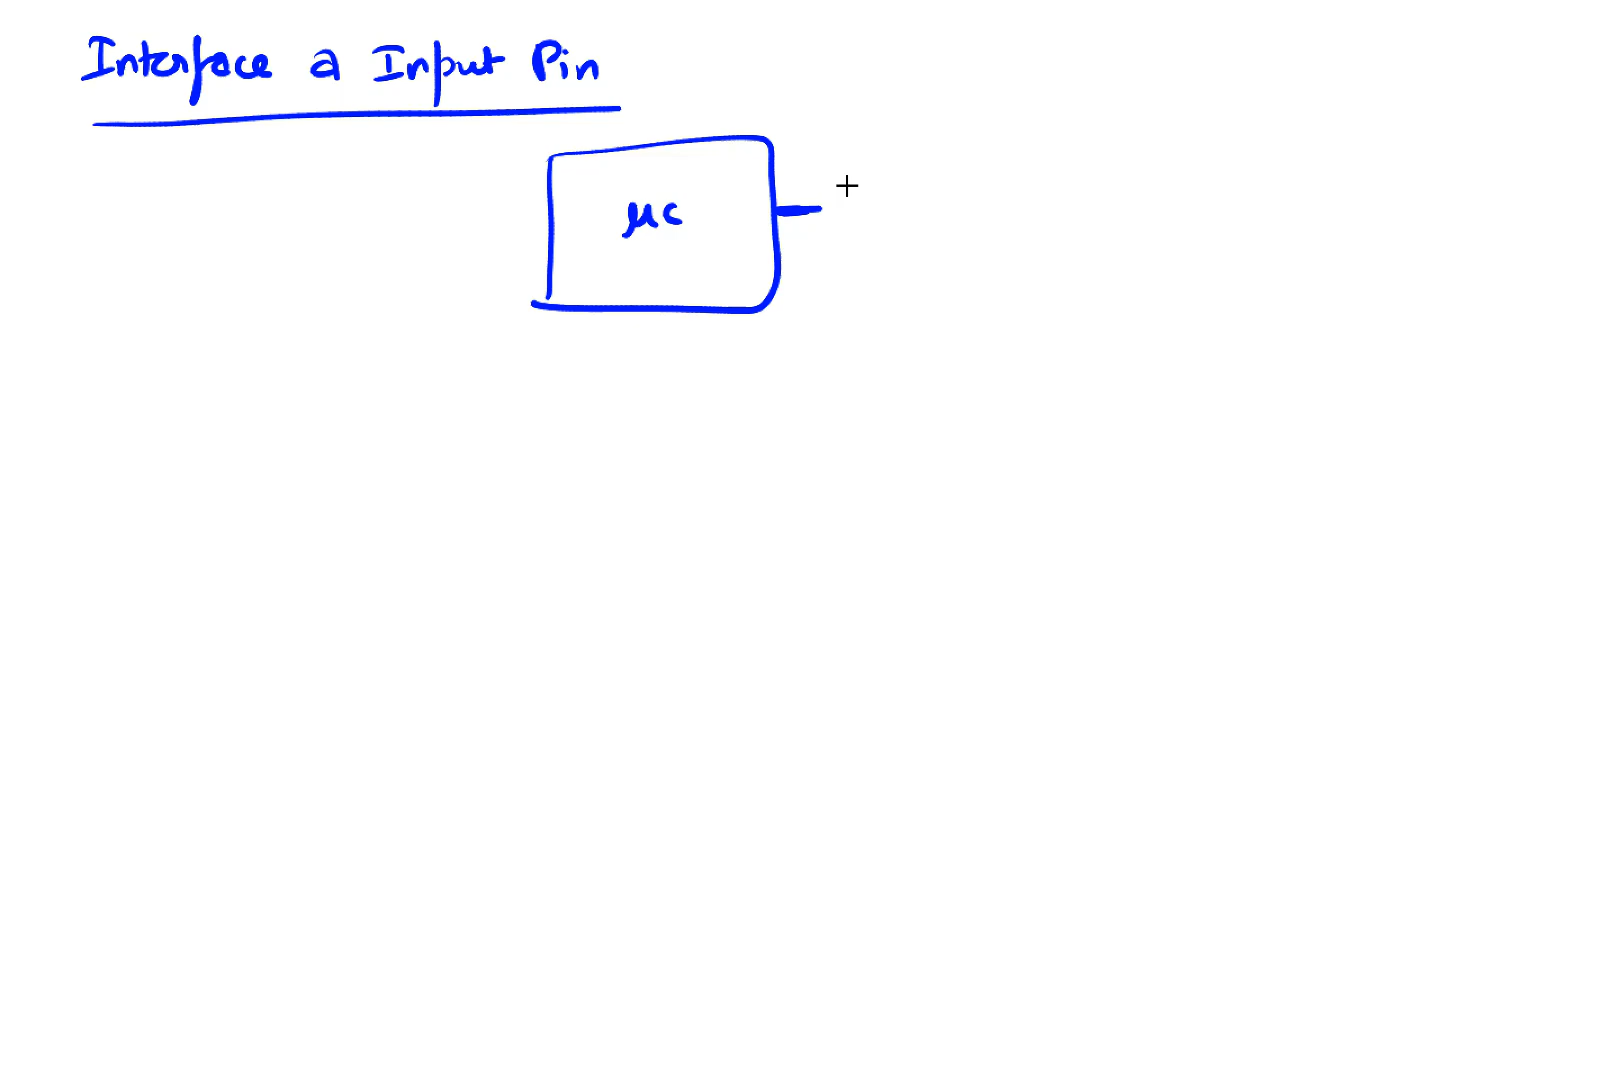 Interface a Input Pin
μc